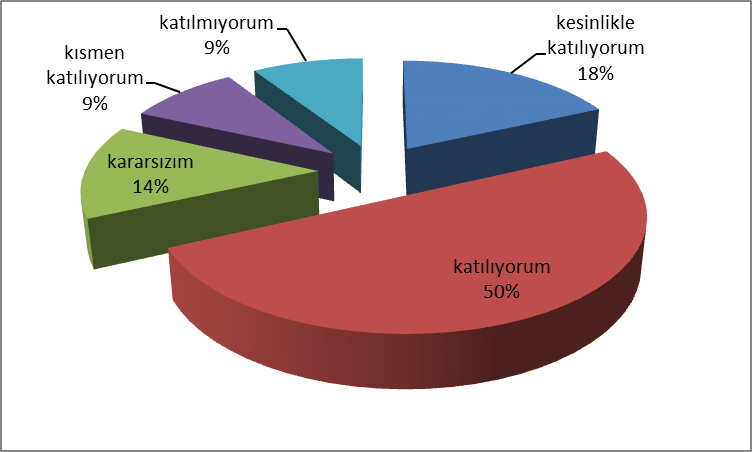 katılmıyorum
9%
kesinlikle
katılıyorum
18%
kısmen
katılıyorum
9%
kararsızım
14%
katılıyorum
50%